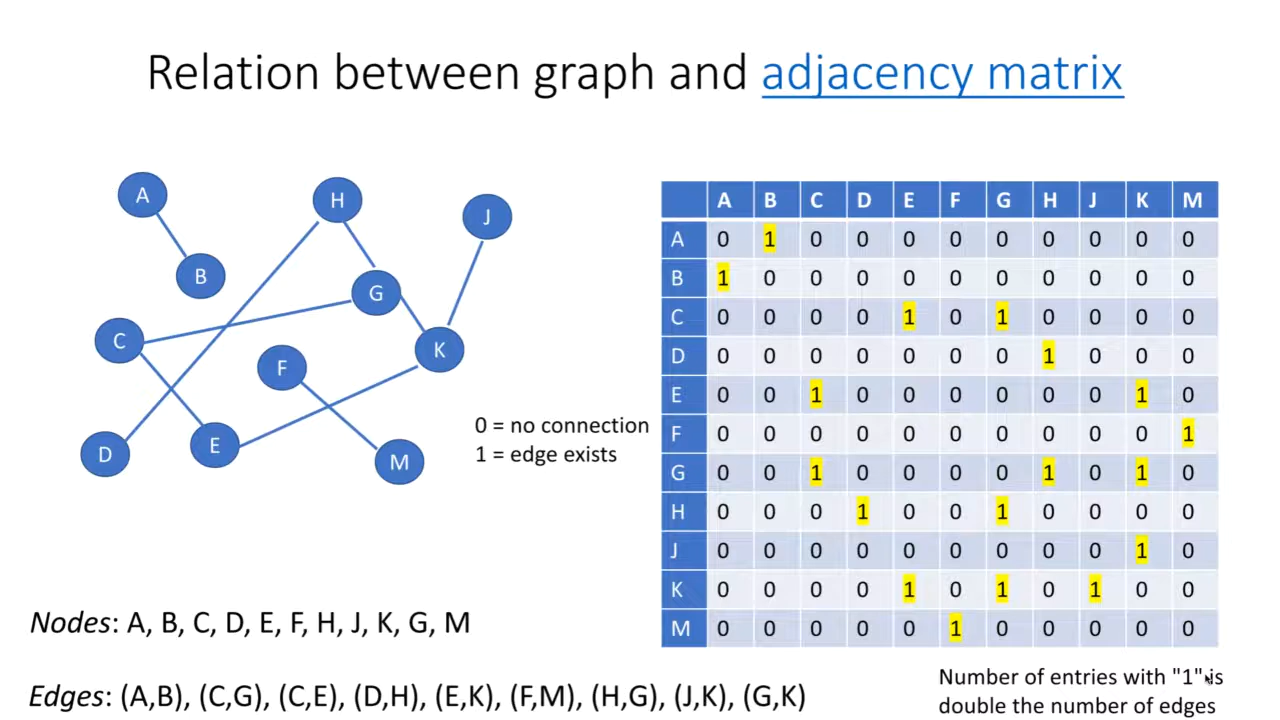 Relation between graph and adjacency matrix
A
H
J
B
G
C
K
F
D
E
M
0 = no connection
1 = edge exists
A B C D E F G H J K M
A 0 1 0 0 0 0 0 0 0 0 0
B 1 0 0 0 0 0 0 0 0 0 0
C 0 0 0 0 1 0 1 0 0 0 0
D 0 0 0 0 0 0 0 1 0 0 0
E 0 0 1 0 0 0 0 0 0 1 0
F 0 0 0 0 0 0 0 0 0 0 1
G 0 0 1 0 0 0 0 1 0 1 0
H 0 0 0 1 0 0 1 0 0 0 0
J 0 0 0 0 0 0 0 0 0 1 0
K 0 0 0 0 1 0 1 0 1 0 0
M 0 0 0 0 0 1 0 0 0 0 0
Nodes: A, B, C, D, E, F, H, J, K, G, M
Edges: (A,B), (C,G), (C,E), (D,H), (E,K), (F,M), (H,G), (J,K), (G,K)
Number of entries with "1" is
double the number of edges